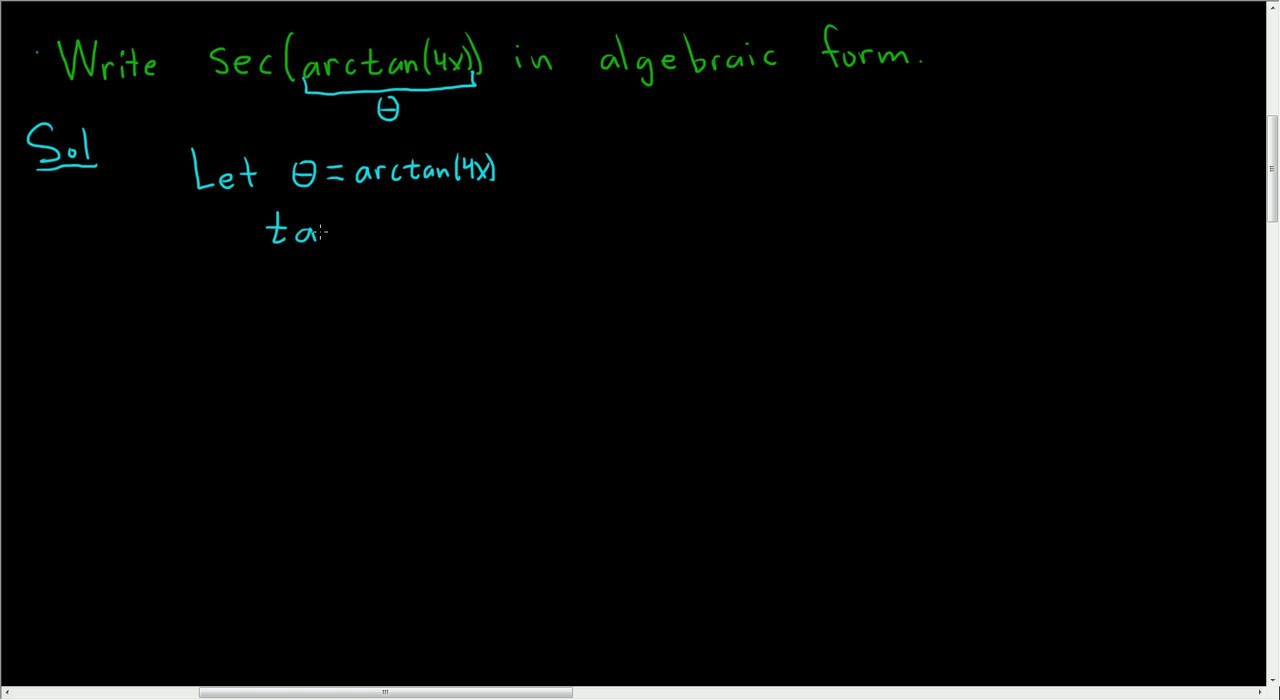 Write sec(arctan(4x)) in algebraic form.
θ
Sol
Let θ = arctan(4x)
ta